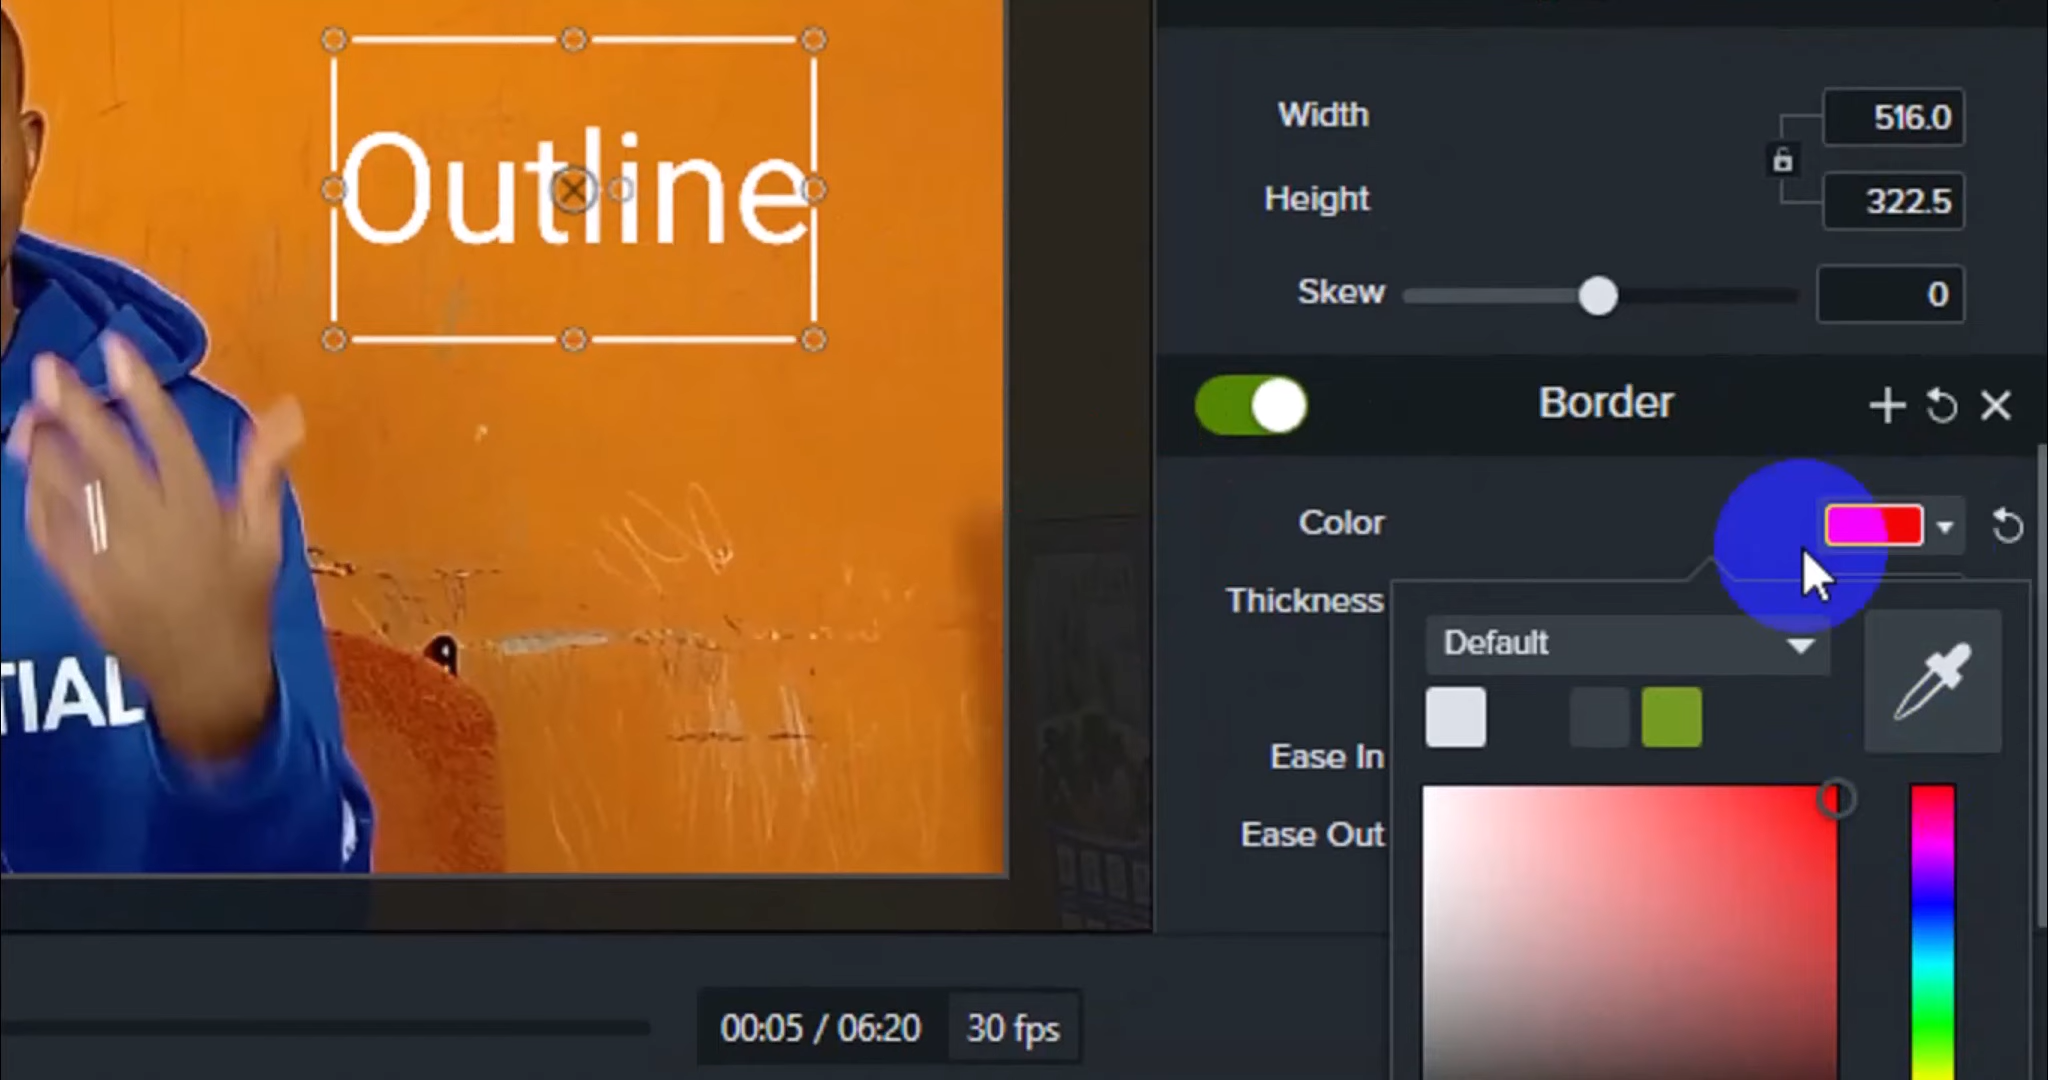 Outline
TIAL
Width
516.0
Height
322.5
Skew
0
Border
Color
Thickness
Default
Ease In
Ease Out
00:05 / 06:20
30 fps